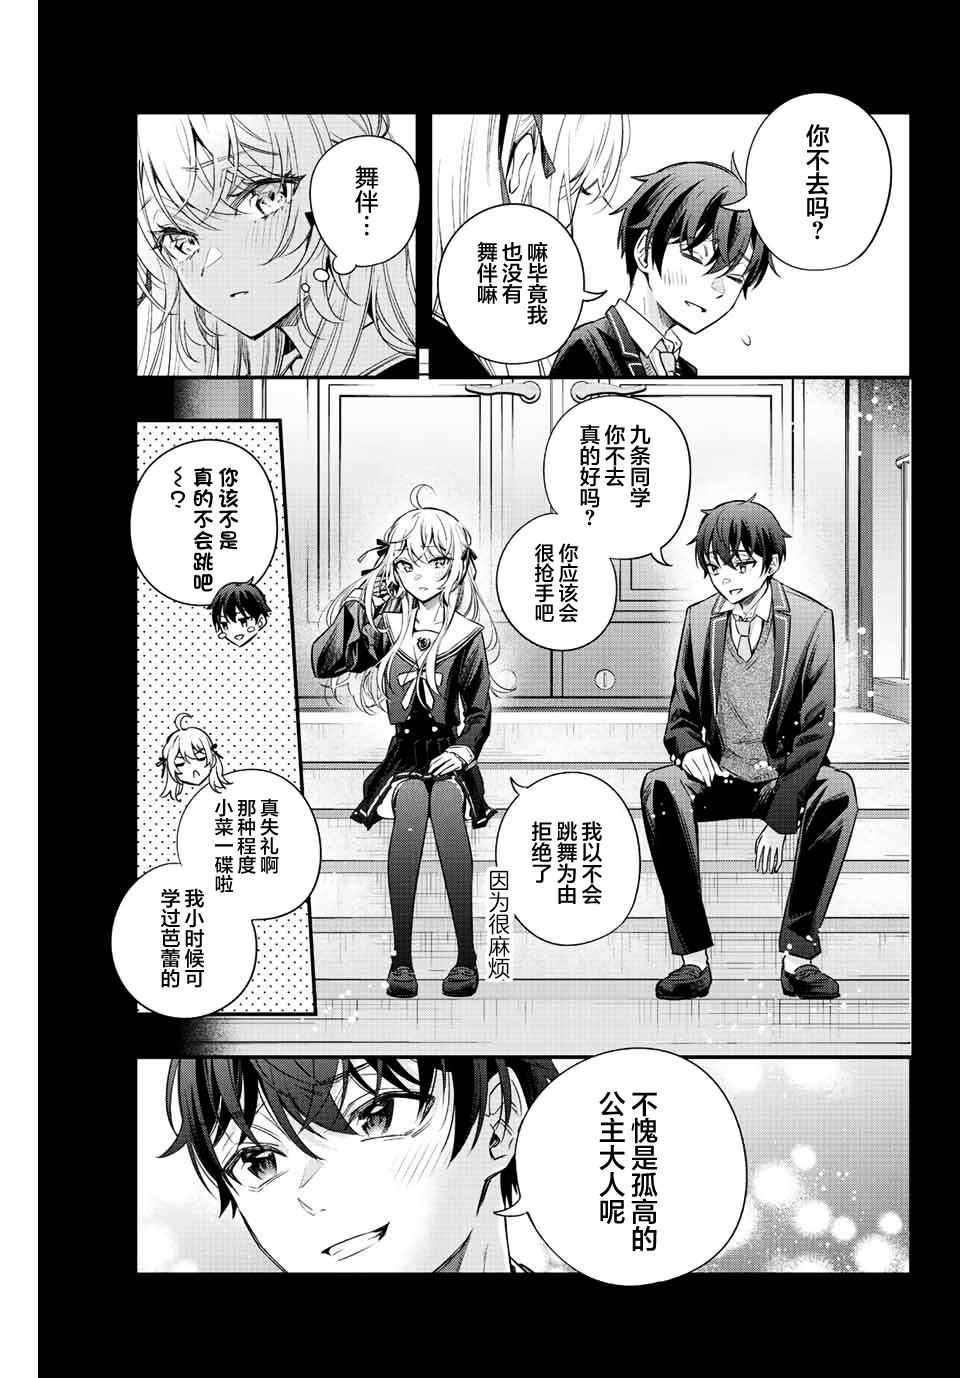 你不去吗?
嘛毕竟我
也没有
舞伴嘛
舞伴…
九条同学
你不去
真的好吗?
你应该会
很抢手吧
我以不会
跳舞为由
拒绝了
因为很麻烦
你该不是
真的不会跳吧
~?
真失礼啊
那种程度
小菜一碟啦
我小时候可
学过芭蕾的
不愧是孤高的
公主大人呢